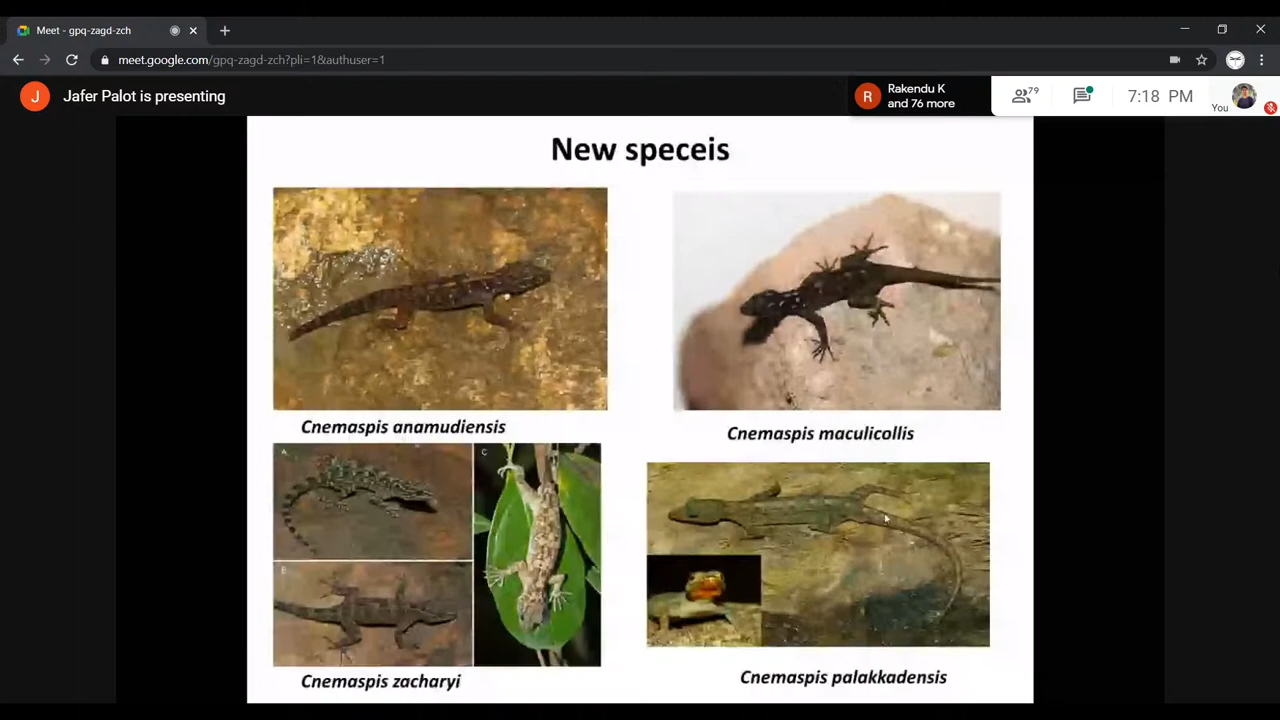 Meet - gpq-zagd-zch
meet.google.com/gpq-zagd-zch?pli=1&authuser=1
J
Jafer Palot is presenting
R
Rakendu K
and 76 more
79
7:18 PM
You
New speceis
Cnemaspis anamudiensis
Cnemaspis maculicollis
A
C
B
Cnemaspis zacharyi
Cnemaspis palakkadensis